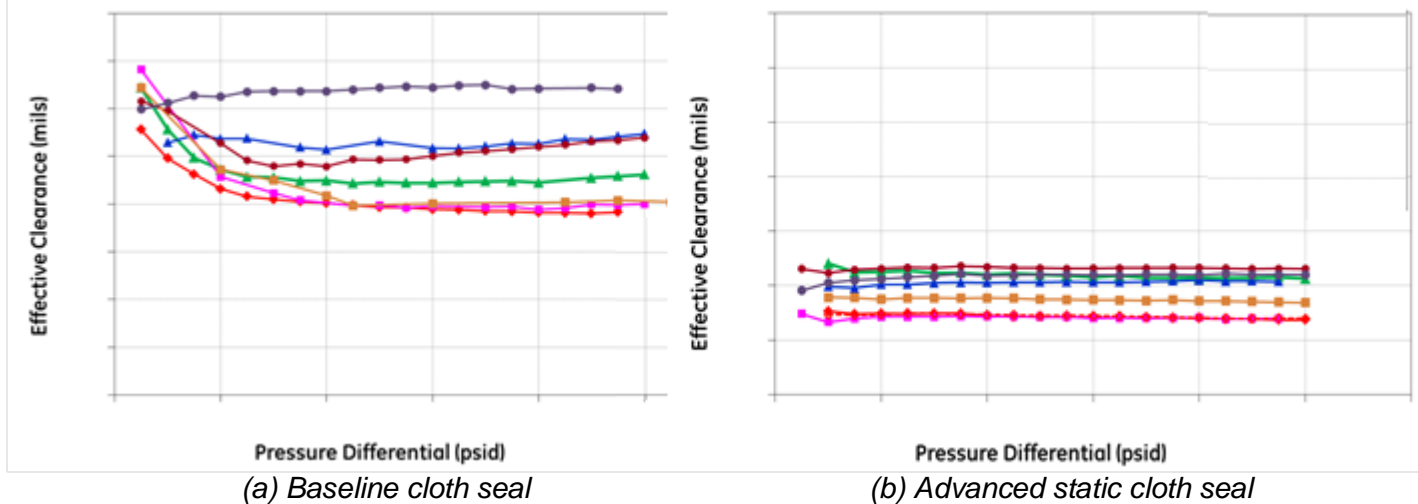 Effective Clearance (mils)
Pressure Differential (psid)
(a) Baseline cloth seal
Effective Clearance (mils)
Pressure Differential (psid)
(b) Advanced static cloth seal